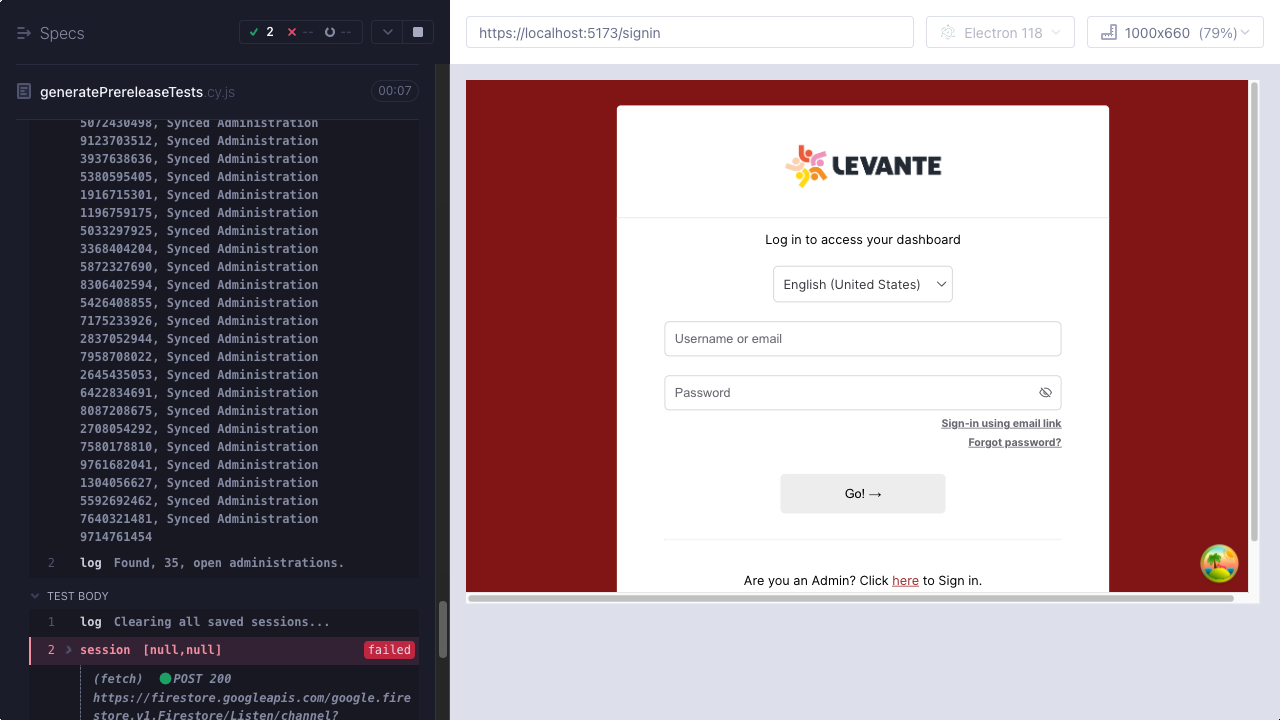 Specs
2
--
--
generatePrereleaseTests.cy.js
00:07
5072430498, Synced Administration
9123703512, Synced Administration
3937638636, Synced Administration
5389595405, Synced Administration
1916715301, Synced Administration
1196759175, Synced Administration
5033297925, Synced Administration
3368404204, Synced Administration
5872327690, Synced Administration
8306402594, Synced Administration
5426408855, Synced Administration
7175233926, Synced Administration
2837052944, Synced Administration
7958708022, Synced Administration
2645435053, Synced Administration
6422834691, Synced Administration
8087208675, Synced Administration
2708054292, Synced Administration
7580178810, Synced Administration
9761682041, Synced Administration
1304056627, Synced Administration
5592692462, Synced Administration
7640321481, Synced Administration
9714761454
2 log Found, 35, open administrations.
TEST BODY
1 log Clearing all saved sessions...
2 session [null,null] failed
(fetch) POST 200
https://firestore.googleapis.com/google.fire
store.v1.Firestore/Listen/channel?
https://localhost:5173/signin
Electron 118
1000x660 (79%)
LEVANTE
Log in to access your dashboard
English (United States)
Username or email
Password
Sign-in using email link
Forgot password?
Go! →
Are you an Admin? Click here to Sign in.